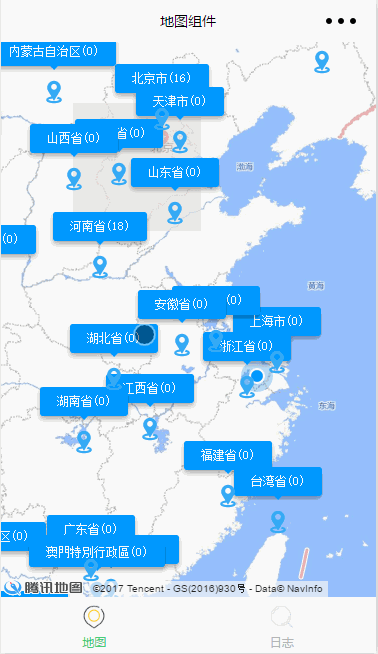 地图组件
内蒙古自治区(0)
北京市(16)
天津市(0)
山西省(0)
省(0)
渤海
山东省(0)
河南省(18)
(0)
黄海
安徽省(0)
(0)
上海市(0)
湖北省(0)
浙江省(0)
江西省(0)
湖南省(0)
东海
福建省(0)
台湾省(0)
广东省(0)
区(0)
澳門特別行政區(0)
腾讯地图
©2017 Tencent - GS(2016)930号 - Data© NavInfo
地图
日志